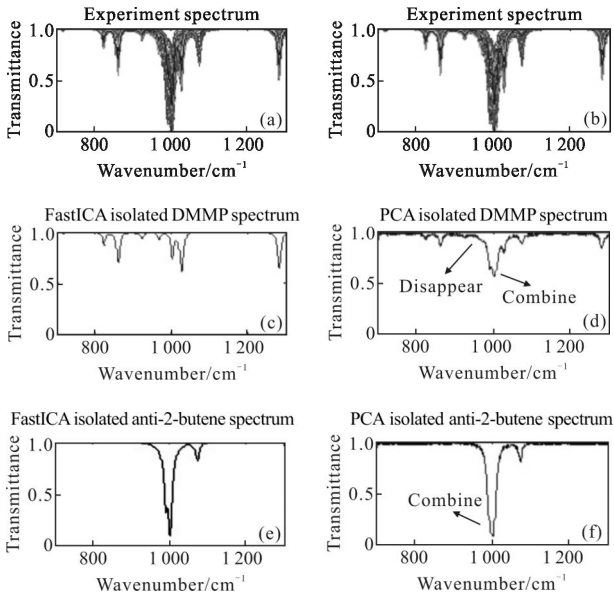 Experiment spectrum
Transmittance
1.0
0.5
0
(a)
800
1 000
1 200
Wavenumber/cm⁻¹
Experiment spectrum
Transmittance
1.0
0.5
0
(b)
800
1 000
1 200
Wavenumber/cm⁻¹
FastICA isolated DMMP spectrum
Transmittance
1.0
0.5
0
(c)
800
1 000
1 200
Wavenumber/cm⁻¹
PCA isolated DMMP spectrum
Transmittance
1.0
0.5
0
Disappear
Combine
(d)
800
1 000
1 200
Wavenumber/cm⁻¹
FastICA isolated anti-2-butene spectrum
Transmittance
1.0
0.5
0
(e)
800
1 000
1 200
Wavenumber/cm⁻¹
PCA isolated anti-2-butene spectrum
Transmittance
1.0
0.5
0
Combine
(f)
800
1 000
1 200
Wavenumber/cm⁻¹